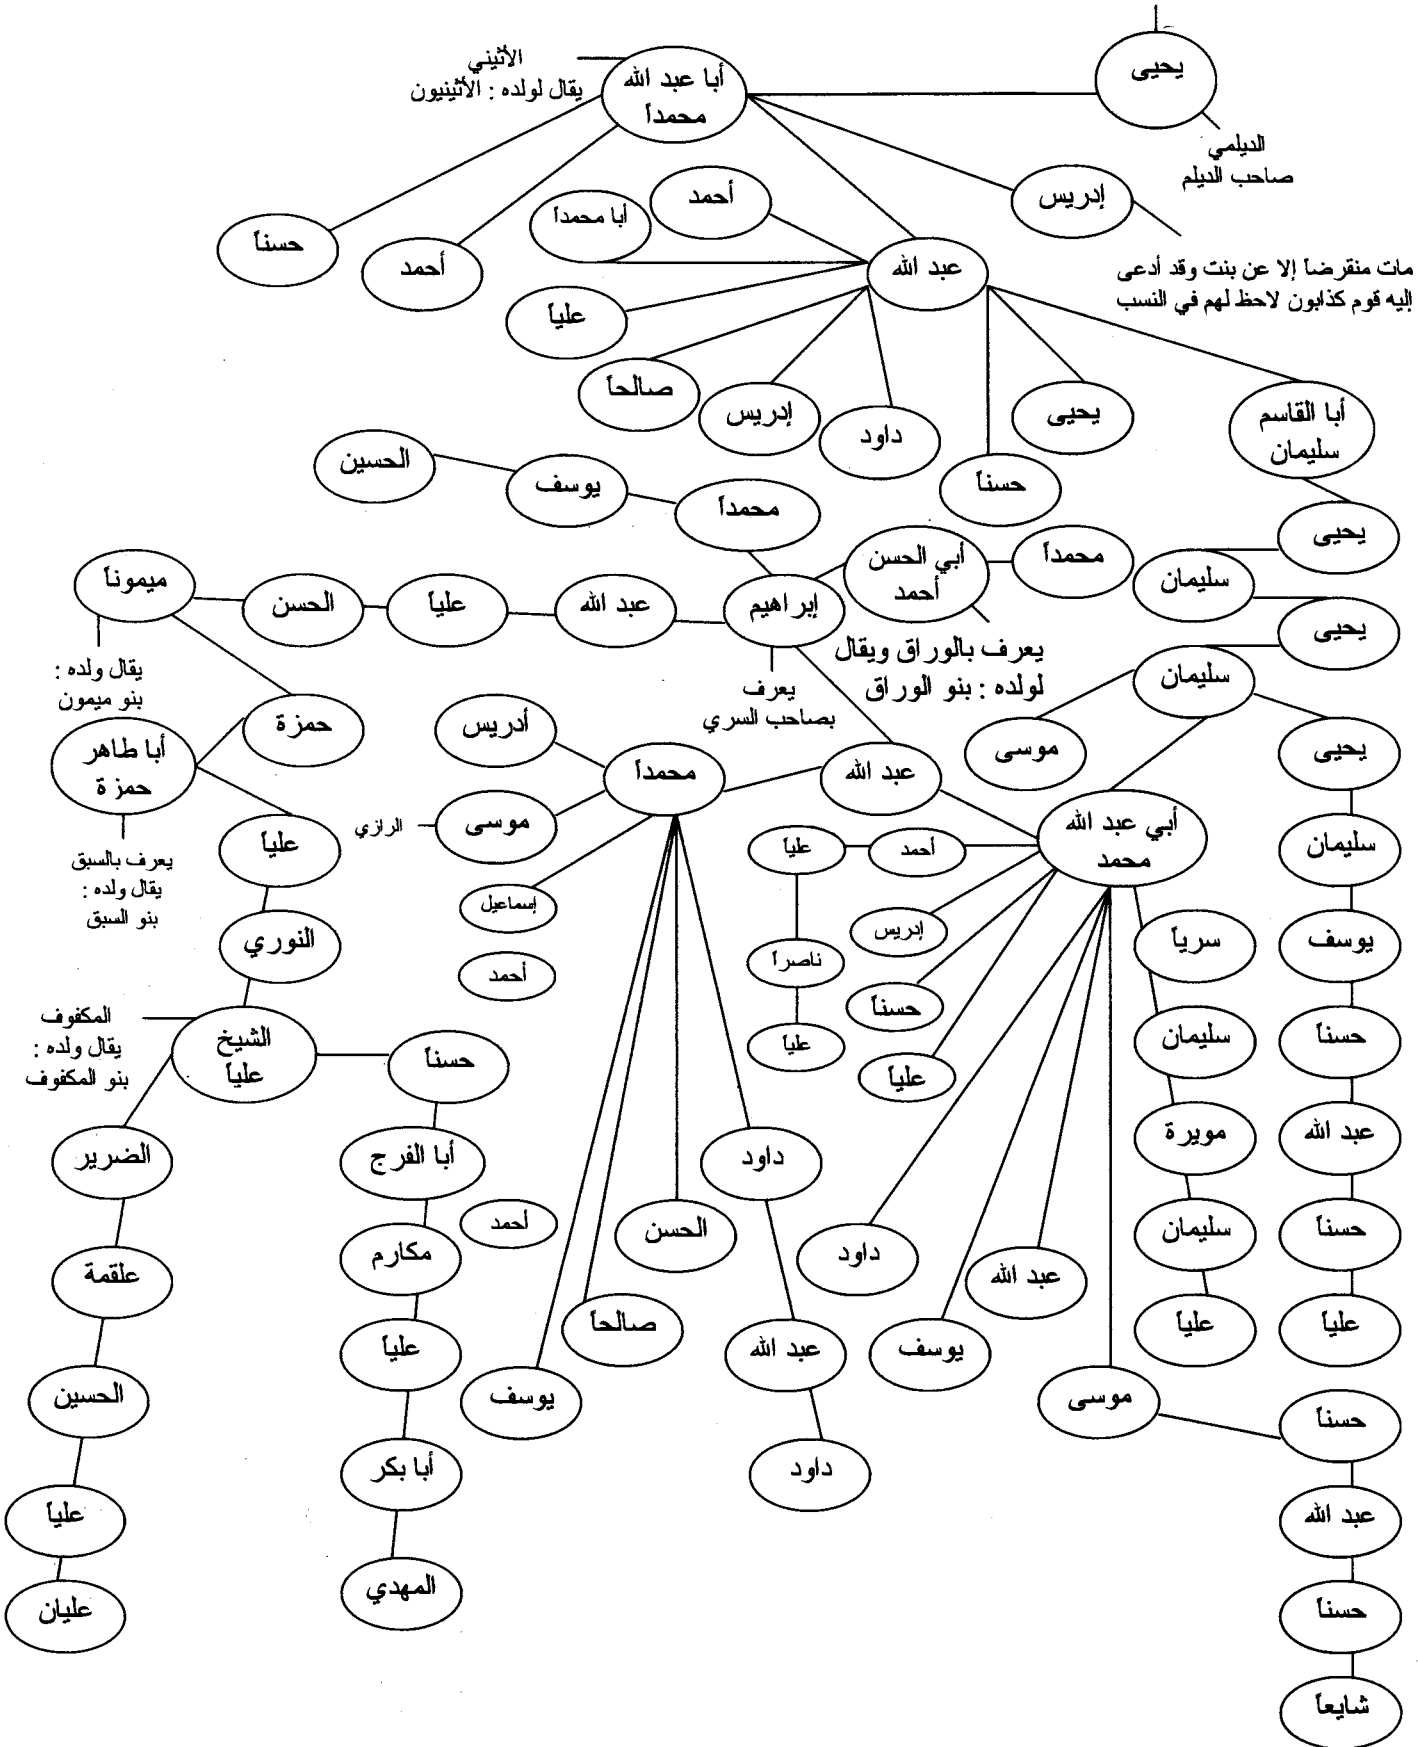 يحيى
الديلمي
صاحب الديلم
أبا عبد الله
محمداً
الأثيني
يقال لولده : الأثينيون
إدريس
مات منقرضاً إلا عن بنت وقد أدعى
إليه قوم كذابون لاحظ لهم في النسب
عبد الله
أحمد
حسناً
أحمد
أبا محمداً
علياً
صالحاً
إدريس
داود
حسناً
يحيى
أبا القاسم
سليمان
يحيى
سليمان
يحيى
سليمان
موسى
يحيى
سليمان
يوسف
حسناً
عبد الله
حسناً
علياً
أبي عبد الله
محمد
سرياً
سليمان
مويرة
سليمان
علياً
أحمد
علياً
ناصراً
علياً
إدريس
حسناً
علياً
داود
يوسف
عبد الله
موسى
حسناً
عبد الله
حسناً
شايعاً
عبد الله
محمداً
أدريس
موسى
الرازي
إسماعيل
أحمد
أحمد
يوسف
صالحاً
الحسن
داود
عبد الله
داود
إبراهيم
يعرف
بصاحب السري
أبي الحسن
أحمد
محمداً
يعرف بالوراق ويقال
لولده : بنو الوراق
محمداً
يوسف
الحسين
عبد الله
علياً
الحسن
ميموناً
يقال ولده :
بنو ميمون
حمزة
أبا طاهر
حمزة
يعرف بالسبق
يقال ولده :
بنو السبق
علياً
النوري
الشيخ
علياً
المكفوف
يقال ولده :
بنو المكفوف
حسناً
أبا الفرج
مكارم
علياً
أبا بكر
المهدي
الضرير
علقمة
الحسين
علياً
عليان